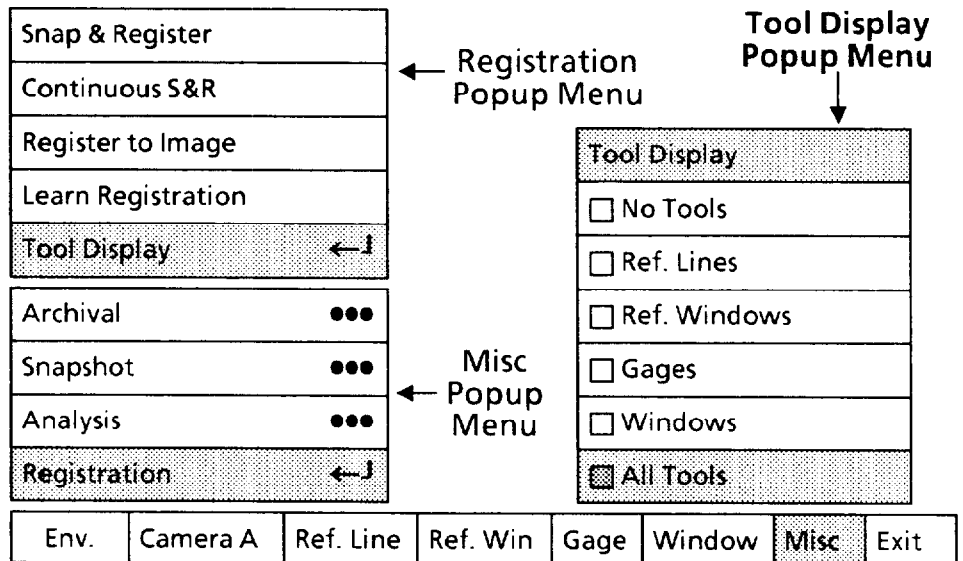 Snap & Register
Continuous S&R
Register to Image
Learn Registration
Tool Display
Registration
Popup Menu
Archival
Snapshot
Analysis
Registration
Misc
Popup
Menu
Tool Display
Popup Menu
Tool Display
No Tools
Ref. Lines
Ref. Windows
Gages
Windows
All Tools
Env. Camera A Ref. Line Ref. Win Gage Window Misc Exit